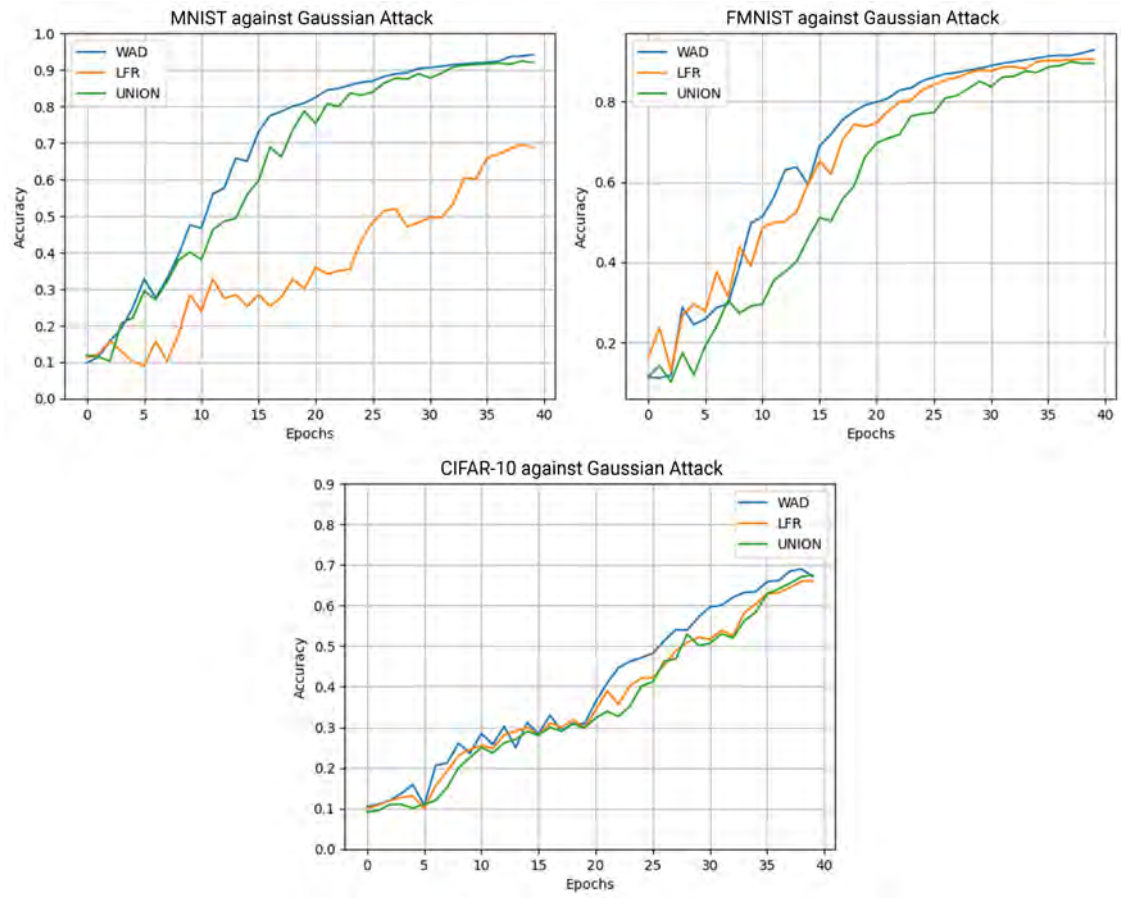 MNIST against Gaussian Attack
WAD
LFR
UNION
1.0
0.9
0.8
0.7
0.6
0.5
0.4
0.3
0.2
0.1
0.0
Accuracy
0 5 10 15 20 25 30 35 40
Epochs
FMNIST against Gaussian Attack
WAD
LFR
UNION
0.8
0.6
0.4
0.2
Accuracy
0 5 10 15 20 25 30 35 40
Epochs
CIFAR-10 against Gaussian Attack
WAD
LFR
UNION
0.9
0.8
0.7
0.6
0.5
0.4
0.3
0.2
0.1
0.0
Accuracy
0 5 10 15 20 25 30 35 40
Epochs